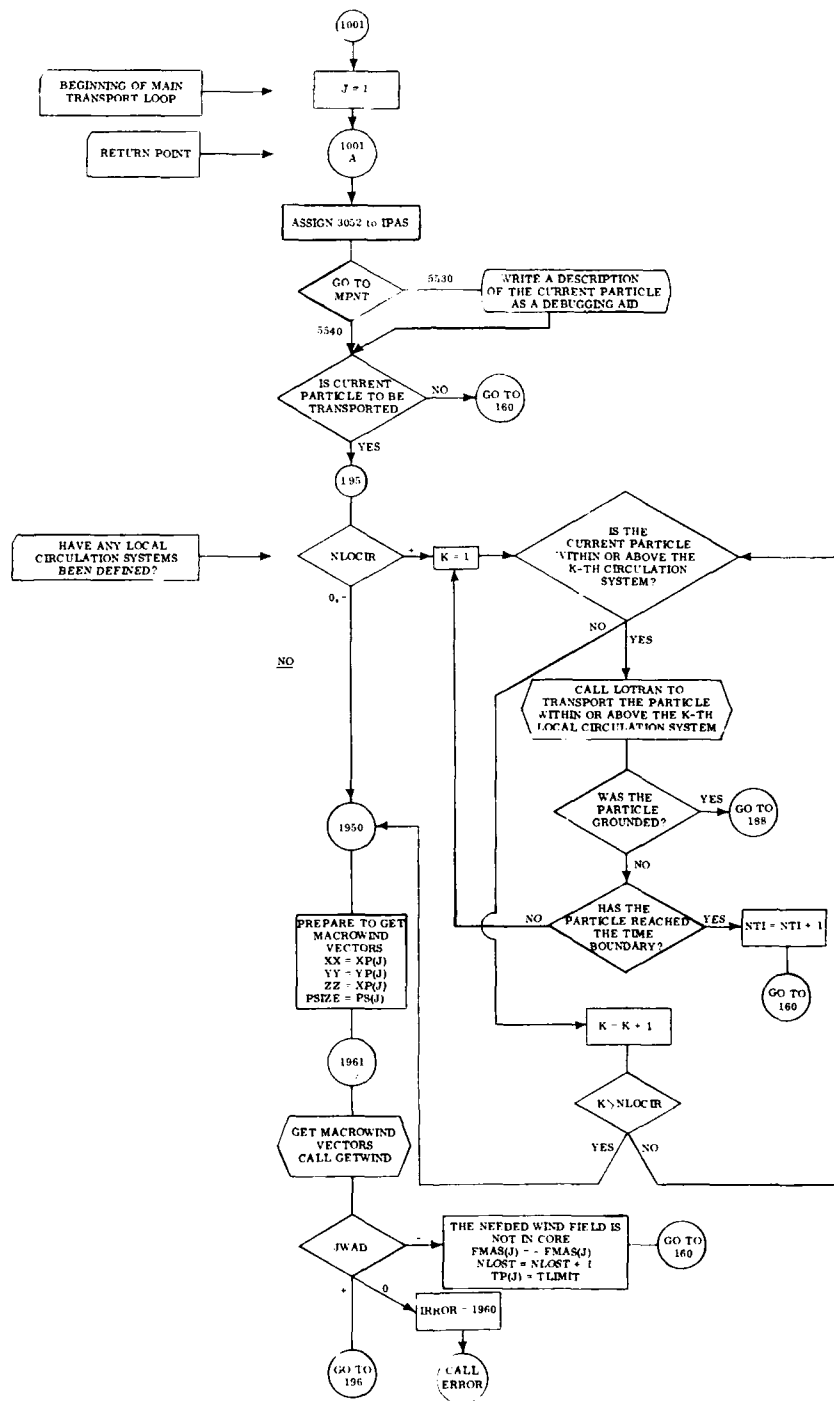 1001
BEGINNING OF MAIN
TRANSPORT LOOP
J = 1
RETURN POINT
1001
A
ASSIGN 3052 to IPAS
GO TO
MPNT
5530
WRITE A DESCRIPTION
OF THE CURRENT PARTICLE
AS A DEBUGGING AID
5540
IS CURRENT
PARTICLE TO BE
TRANSPORTED
NO
GO TO
160
YES
195
HAVE ANY LOCAL
CIRCULATION SYSTEMS
BEEN DEFINED?
NLOCIR
+
K = 1
IS THE
CURRENT PARTICLE
WITHIN OR ABOVE THE
K-TH CIRCULATION
SYSTEM?
0, -
NO
NO
YES
CALL LOTRAN TO
TRANSPORT THE PARTICLE
WITHIN OR ABOVE THE K-TH
LOCAL CIRCULATION SYSTEM
WAS THE
PARTICLE
GROUNDED?
YES
GO TO
188
NO
1950
HAS THE
PARTICLE REACHED
THE TIME
BOUNDARY?
NO
YES
NTI = NTI + 1
GO TO
160
PREPARE TO GET
MACROWIND
VECTORS
XX = XP(J)
YY = YP(J)
ZZ = XP(J)
PSIZE = PS(J)
K = K + 1
1961
K > NLOCIR
YES
NO
GET MACROWIND
VECTORS
CALL GETWIND
JWAD
-
THE NEEDED WIND FIELD IS
NOT IN CORE
FMAS(J) = - FMAS(J)
NLOST = NLOST + 1
TP(J) = TLIMIT
GO TO
160
+
0
IRROR = 1960
GO TO
196
CALL
ERROR